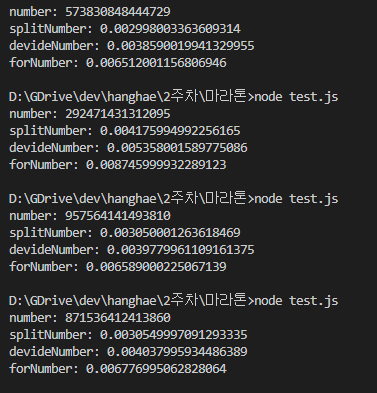 number: 573830848444729
splitNumber: 0.002998003363609314
devideNumber: 0.0038590019941329955
forNumber: 0.006512001156806946
D:\GDrive\dev\hanghae\2주차\마라톤>node test.js
number: 292471431312095
splitNumber: 0.004175994992256165
devideNumber: 0.005358001589775086
forNumber: 0.008745999932289123
D:\GDrive\dev\hanghae\2주차\마라톤>node test.js
number: 957564141493810
splitNumber: 0.003050001263618469
devideNumber: 0.0039779961109161375
forNumber: 0.006589000225067139
D:\GDrive\dev\hanghae\2주차\마라톤>node test.js
number: 871536412413860
splitNumber: 0.0030549997091293335
devideNumber: 0.004037995934486389
forNumber: 0.006776995062828064